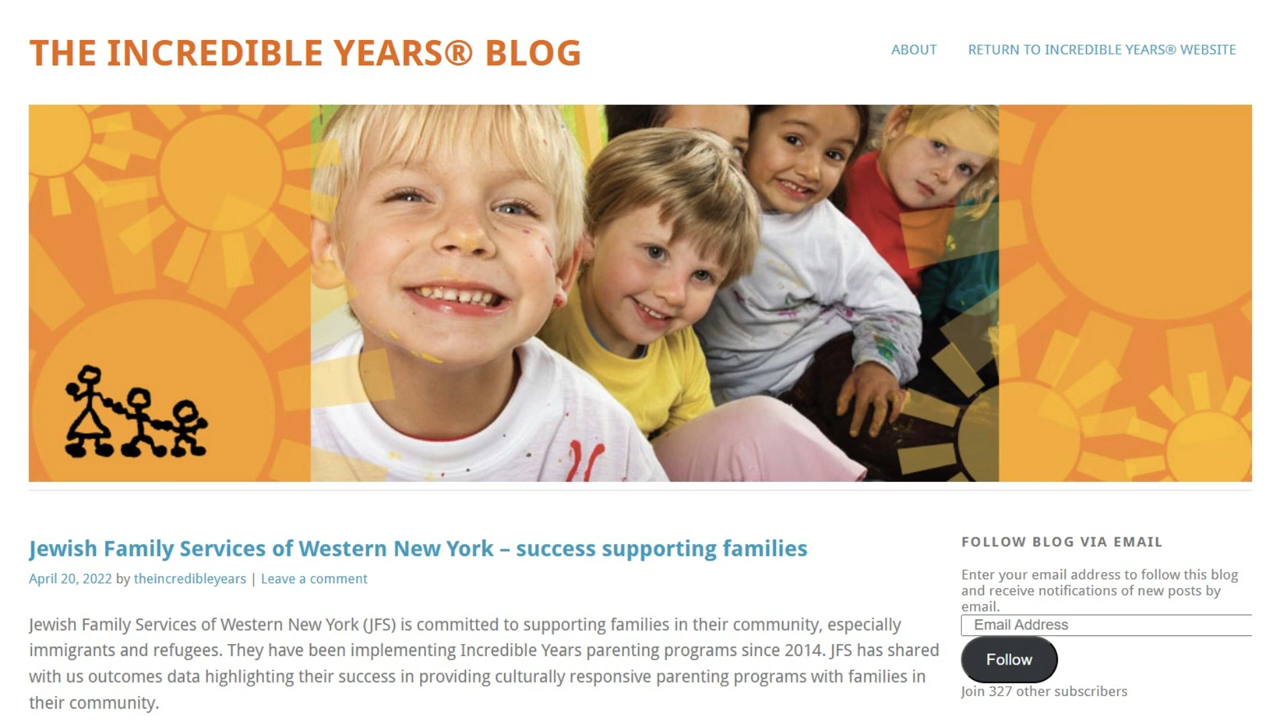 THE INCREDIBLE YEARS® BLOG
ABOUT
RETURN TO INCREDIBLE YEARS® WEBSITE
Jewish Family Services of Western New York – success supporting families
April 20, 2022 by theincredibleyears | Leave a comment
Jewish Family Services of Western New York (JFS) is committed to supporting families in their community, especially
immigrants and refugees. They have been implementing Incredible Years parenting programs since 2014. JFS has shared
with us outcomes data highlighting their success in providing culturally responsive parenting programs with families in
their community.
FOLLOW BLOG VIA EMAIL
Enter your email address to follow this blog
and receive notifications of new posts by
email.
Email Address
Follow
Join 327 other subscribers